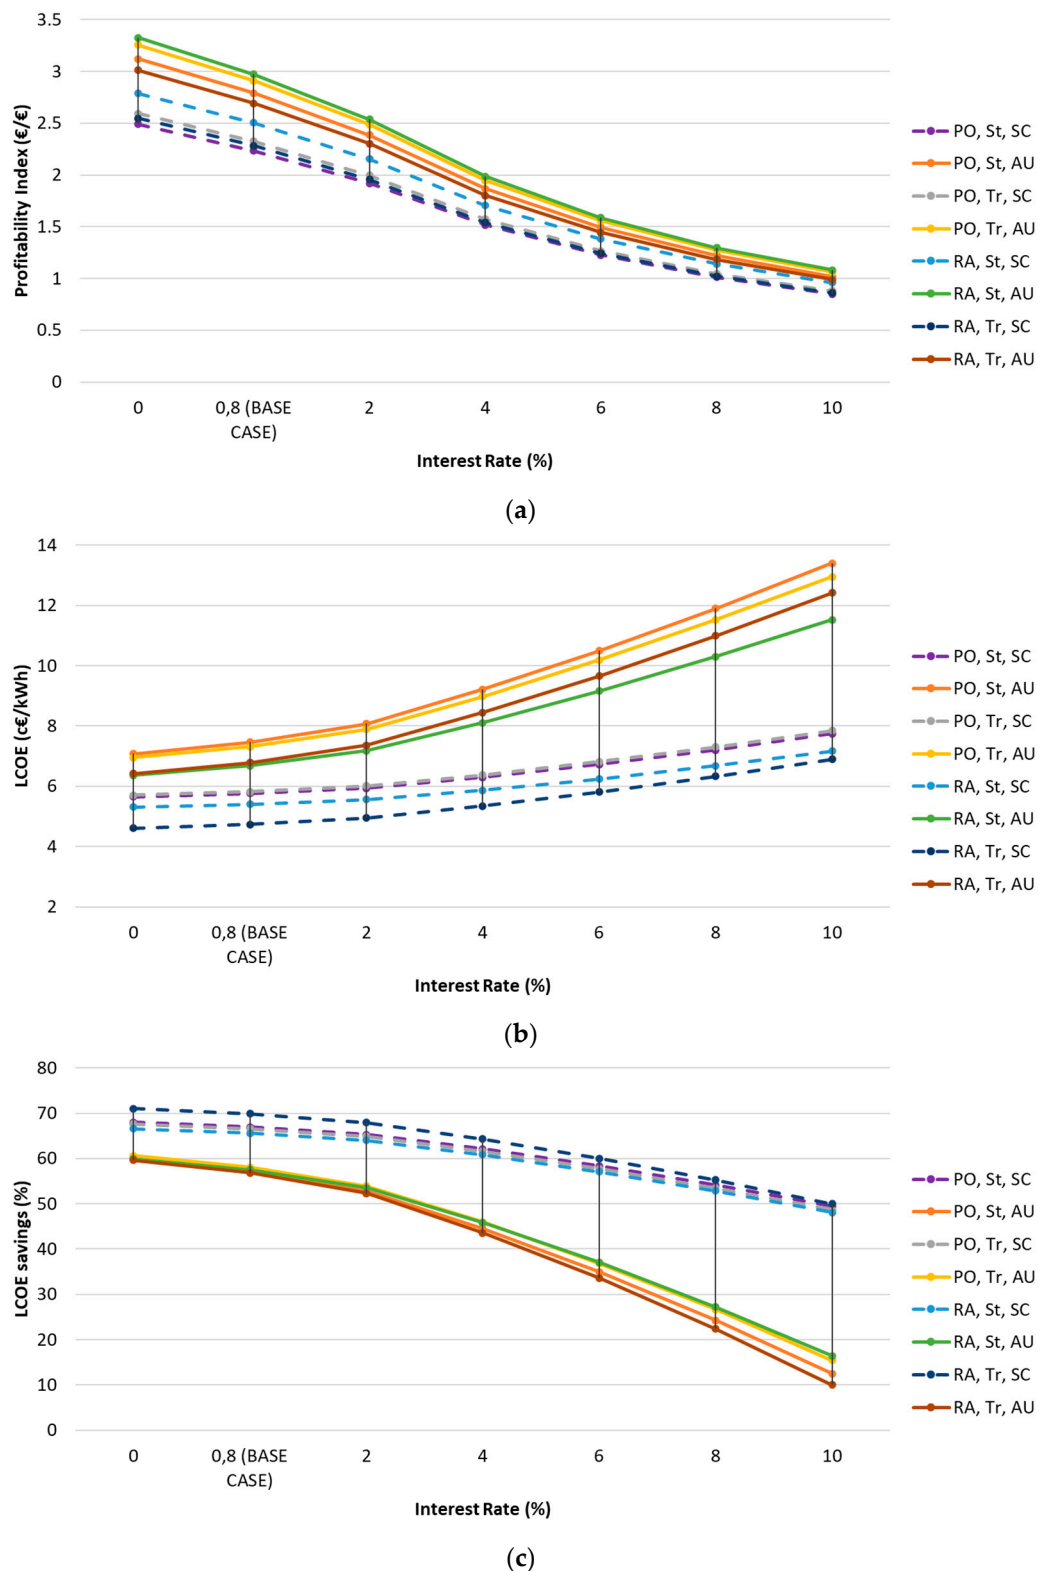 3.5
3
2.5
2
1.5
1
0.5
0
Profitability Index (€/€)
0
0,8 (BASE CASE)
2
4
6
8
10
Interest Rate (%)
PO, St, SC
PO, St, AU
PO, Tr, SC
PO, Tr, AU
RA, St, SC
RA, St, AU
RA, Tr, SC
RA, Tr, AU
(a)
14
12
10
8
6
4
2
LCOE (c€/kWh)
0
0,8 (BASE CASE)
2
4
6
8
10
Interest Rate (%)
PO, St, SC
PO, St, AU
PO, Tr, SC
PO, Tr, AU
RA, St, SC
RA, St, AU
RA, Tr, SC
RA, Tr, AU
(b)
80
70
60
50
40
30
20
10
0
LCOE savings (%)
0
0,8 (BASE CASE)
2
4
6
8
10
Interest Rate (%)
PO, St, SC
PO, St, AU
PO, Tr, SC
PO, Tr, AU
RA, St, SC
RA, St, AU
RA, Tr, SC
RA, Tr, AU
(c)